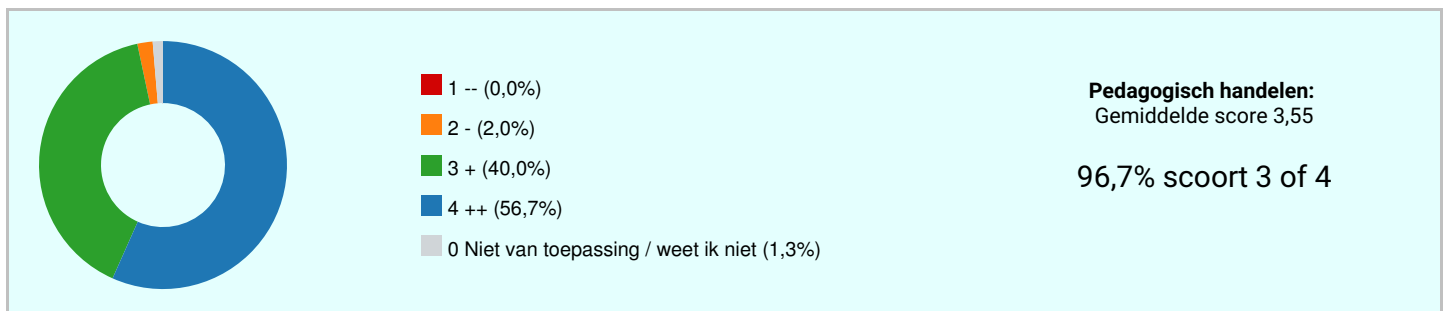 1 -- (0,0%)
2 - (2,0%)
3 + (40,0%)
4 ++ (56,7%)
0 Niet van toepassing / weet ik niet (1,3%)
Pedagogisch handelen:
Gemiddelde score 3,55
96,7% scoort 3 of 4